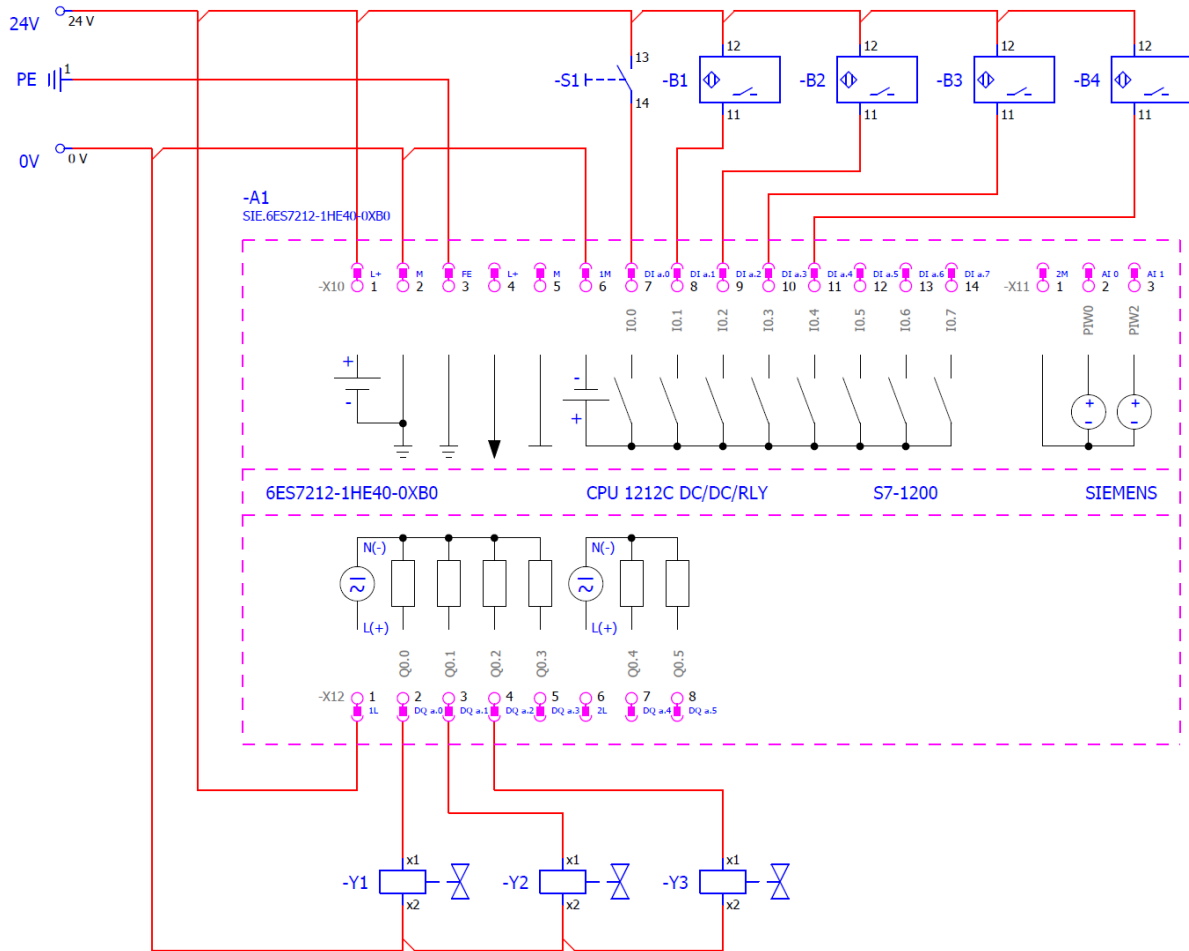 24V 24 V
PE 1
0V 0 V
13 12 12 12 12
-S1 -B1 -B2 -B3 -B4
14 11 11 11 11
-A1
SIE.6ES7212-1HE40-0XB0
L+ M FE L+ M 1M DI a.0 DI a.1 DI a.2 DI a.3 DI a.4 DI a.5 DI a.6 DI a.7 2M AI 0 AI 1
-X10 1 2 3 4 5 6 7 8 9 10 11 12 13 14 -X11 1 2 3
I0.0 I0.1 I0.2 I0.3 I0.4 I0.5 I0.6 I0.7 PIW0 PIW2
+ -
- + + +
- -
6ES7212-1HE40-0XB0 CPU 1212C DC/DC/RLY S7-1200 SIEMENS
N(-) N(-)
L(+) L(+)
Q0.0 Q0.1 Q0.2 Q0.3 Q0.4 Q0.5
-X12 1 2 3 4 5 6 7 8
1L DQ a.0 DQ a.1 DQ a.2 DQ a.3 2L DQ a.4 DQ a.5
x1 x1 x1
-Y1 -Y2 -Y3
x2 x2 x2